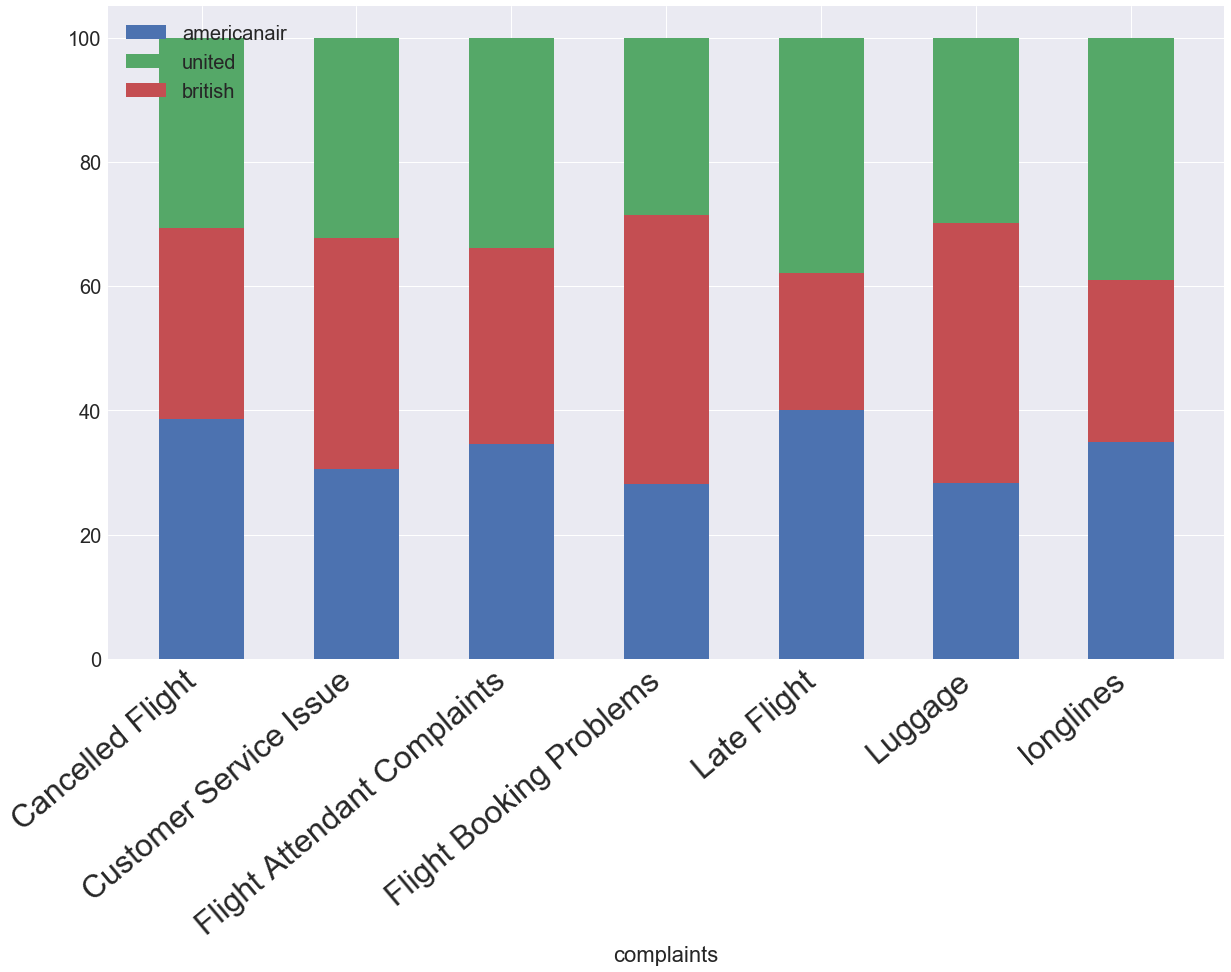 americanair
united
british
100
80
60
40
20
0
Cancelled Flight
Customer Service Issue
Flight Attendant Complaints
Flight Booking Problems
Late Flight
Luggage
longlines
complaints